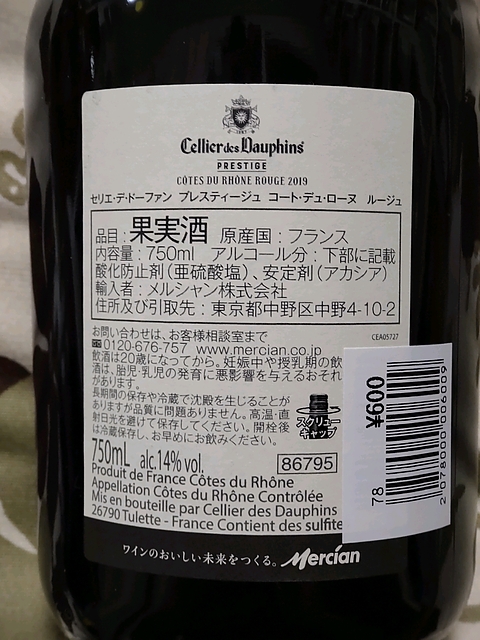 Cellier des Dauphins
PRESTIGE
CÔTES DU RHÔNE ROUGE 2019
セリエ・デ・ドーファン プレスティージュ コート・デュ・ローヌ ルージュ
品目：果実酒 原産国：フランス
内容量：750ml アルコール分：下部に記載
酸化防止剤（亜硫酸塩）、安定剤（アカシア）
輸入者：メルシャン株式会社
住所及び引取先：東京都中野区中野4-10-2
お問い合わせは、お客様相談室まで
0120-676-757 www.mercian.co.jp
CEA05727
飲酒は20歳になってから。妊娠中や授乳期の飲
酒は、胎児・乳児の発育に悪影響を与えるおそれ
があります。
長期間の保存や冷蔵で沈殿を生じることが
ありますが品質に問題ありません。高温・直
射日光を避けて保存してください。開栓後
は冷蔵保存し、お早めにお飲みください。
スクリュー
キャップ
750mL alc.14% vol.
86795
Produit de France Côtes du Rhône
Appellation Côtes du Rhône Contrôlée
Mis en bouteille par Cellier des Dauphins
26790 Tulette - France Contient des sulfite
ワインのおいしい未来をつくる。 Mercian
¥600
78
2078000006009